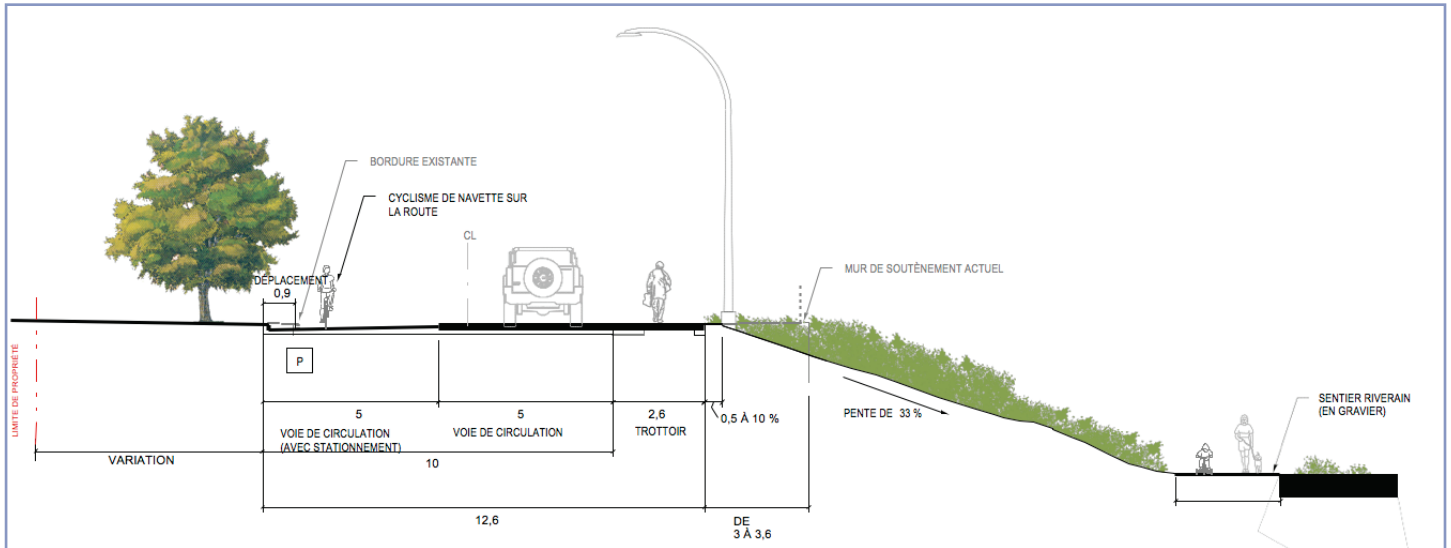 BORDURE EXISTANTE
CYCLISME DE NAVETTE SUR
LA ROUTE
CL
DÉPLACEMENT
0,9
MUR DE SOUTÈNEMENT ACTUEL
LIMITE DE PROPRIÉTÉ
P
5
5
2,6
0,5 À 10 %
VOIE DE CIRCULATION
(AVEC STATIONNEMENT)
VOIE DE CIRCULATION
TROTTOIR
PENTE DE 33 %
SENTIER RIVERAIN
(EN GRAVIER)
VARIATION
10
12,6
DE
3 À 3,6